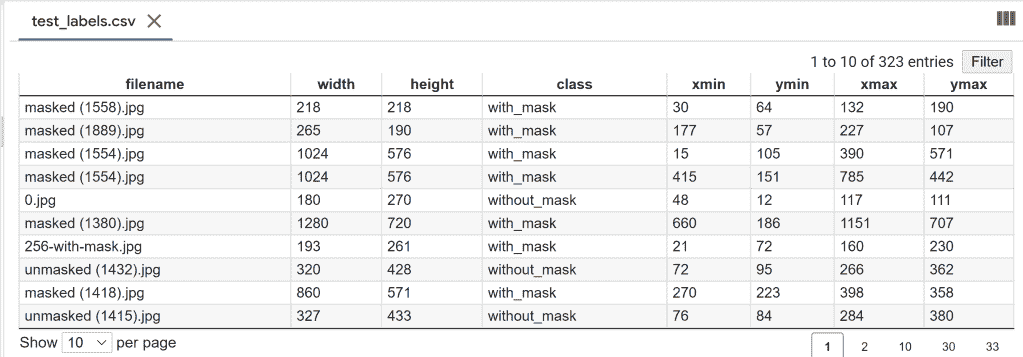 test_labels.csv
1 to 10 of 323 entries Filter
filename width height class xmin ymin xmax ymax
masked (1558).jpg 218 218 with_mask 30 64 132 190
masked (1889).jpg 265 190 with_mask 177 57 227 107
masked (1554).jpg 1024 576 with_mask 15 105 390 571
masked (1554).jpg 1024 576 with_mask 415 151 785 442
0.jpg 180 270 without_mask 48 12 117 111
masked (1380).jpg 1280 720 with_mask 660 186 1151 707
256-with-mask.jpg 193 261 with_mask 21 72 160 230
unmasked (1432).jpg 320 428 without_mask 72 95 266 362
masked (1418).jpg 860 571 with_mask 270 223 398 358
unmasked (1415).jpg 327 433 without_mask 76 84 284 380
Show 10 per page 1 2 10 30 33